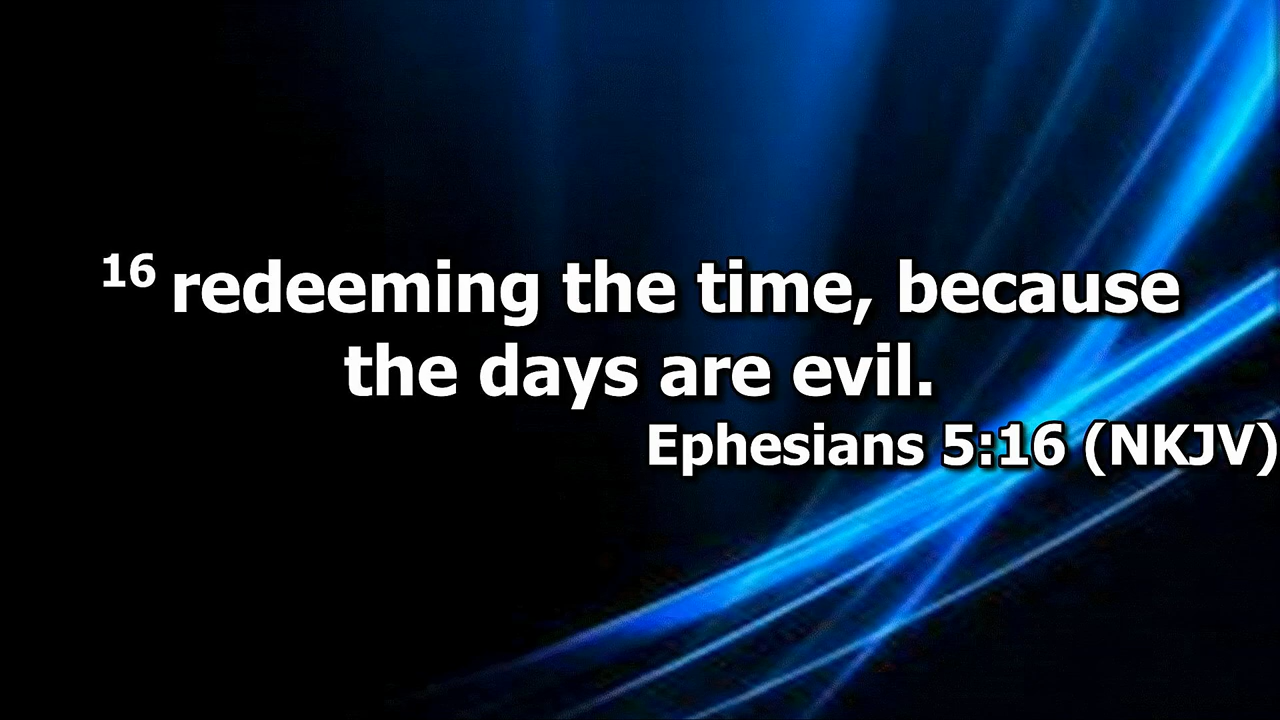 16 redeeming the time, because
the days are evil.
Ephesians 5:16 (NKJV)